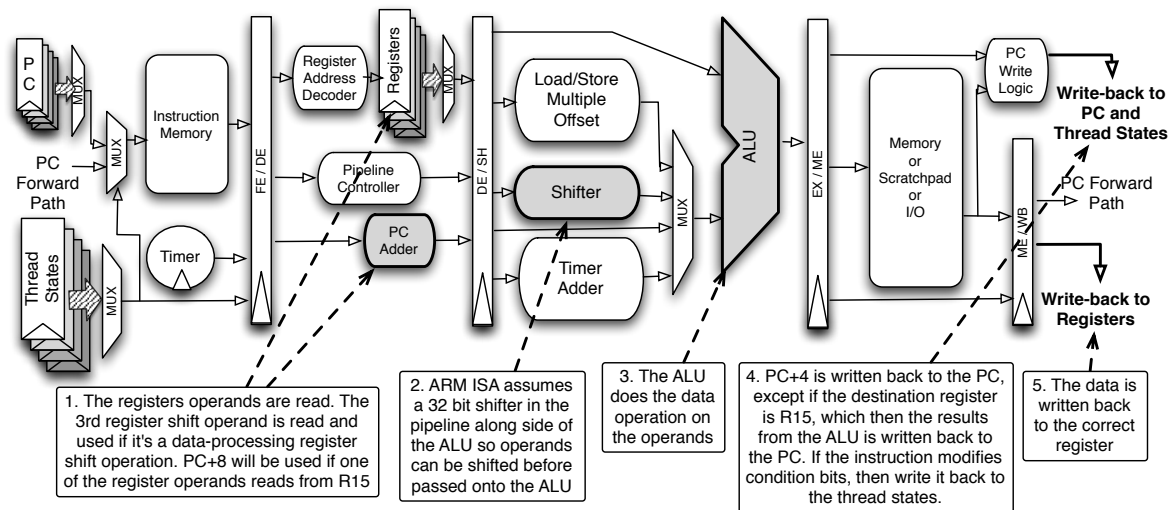 PC
MUX
MUX
PC
Forward
Path
Thread
States
MUX
Instruction
Memory
Timer
FE / DE
Register
Address
Decoder
Registers
MUX
Pipeline
Controller
PC
Adder
DE / SH
Load/Store
Multiple
Offset
Shifter
Timer
Adder
MUX
ALU
EX / ME
Memory
or
Scratchpad
or
I/O
PC
Write
Logic
ME / WB
Write-back to
PC and
Thread States
PC Forward
Path
Write-back to
Registers
1. The registers operands are read. The
3rd register shift operand is read and
used if it's a data-processing register
shift operation. PC+8 will be used if one
of the register operands reads from R15
2. ARM ISA assumes
a 32 bit shifter in the
pipeline along side of
the ALU so operands
can be shifted before
passed onto the ALU
3. The ALU
does the data
operation on
the operands
4. PC+4 is written back to the PC,
except if the destination register
is R15, which then the results
from the ALU is written back to
the PC. If the instruction modifies
condition bits, then write it back to
the thread states.
5. The data is
written back
to the correct
register